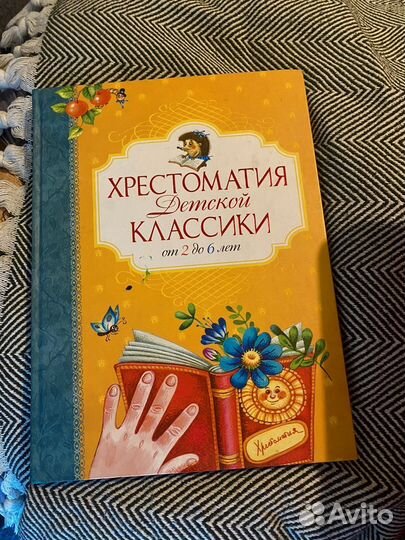 ХРЕСТОМАТИЯ
Детской
КЛАССИКИ
от 2 до 6 лет
Хрестоматия
Avito